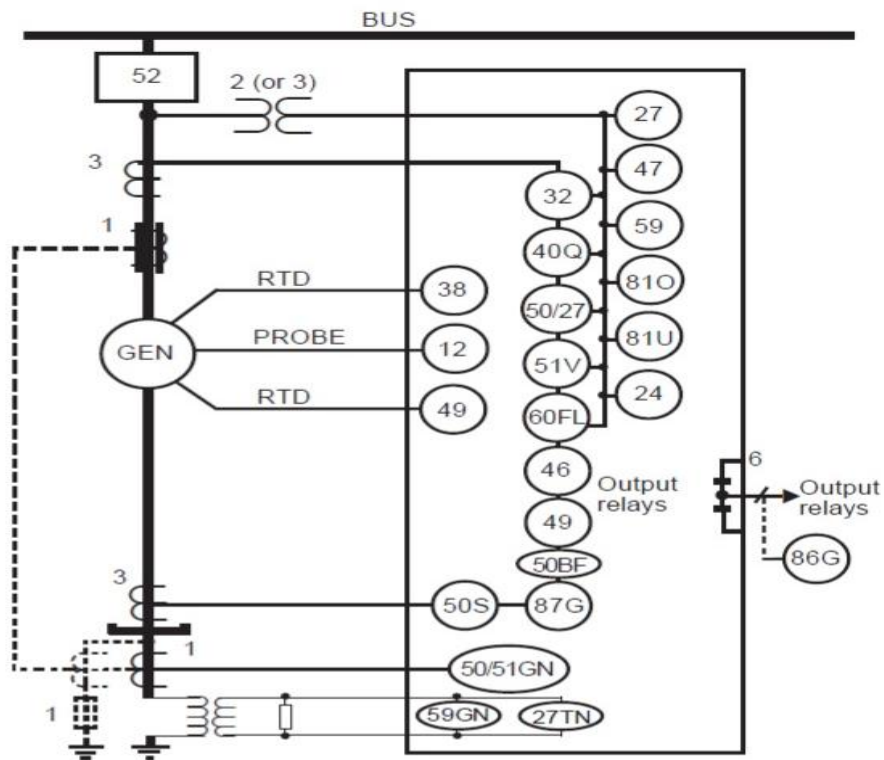 BUS
52
2 (or 3)
27
3
47
32
1
59
40Q
RTD
38
81O
50/27
GEN
PROBE
12
81U
51V
RTD
49
24
60FL
46
6
Output
relays
Output
relays
49
50BF
86G
3
50S
87G
1
50/51GN
1
59GN
27TN